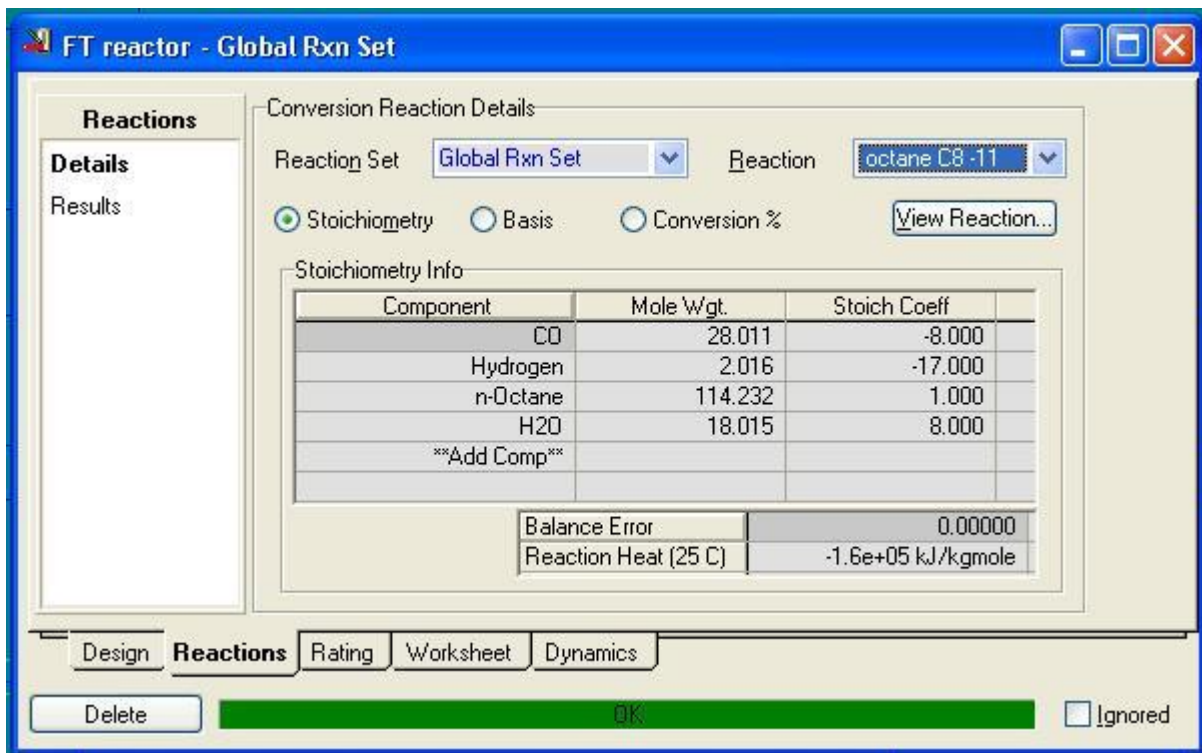 FT reactor - Global Rxn Set
Reactions
Details
Results
Conversion Reaction Details
Reaction Set Global Rxn Set Reaction octane C8 -11
Stoichiometry Basis Conversion % View Reaction...
Stoichiometry Info
Component Mole Wgt. Stoich Coeff
CO 28.011 -8.000
Hydrogen 2.016 -17.000
n-Octane 114.232 1.000
H2O 18.015 8.000
**Add Comp**
Balance Error 0.00000
Reaction Heat (25 C) -1.6e+05 kJ/kgmole
Design Reactions Rating Worksheet Dynamics
Delete OK Ignored